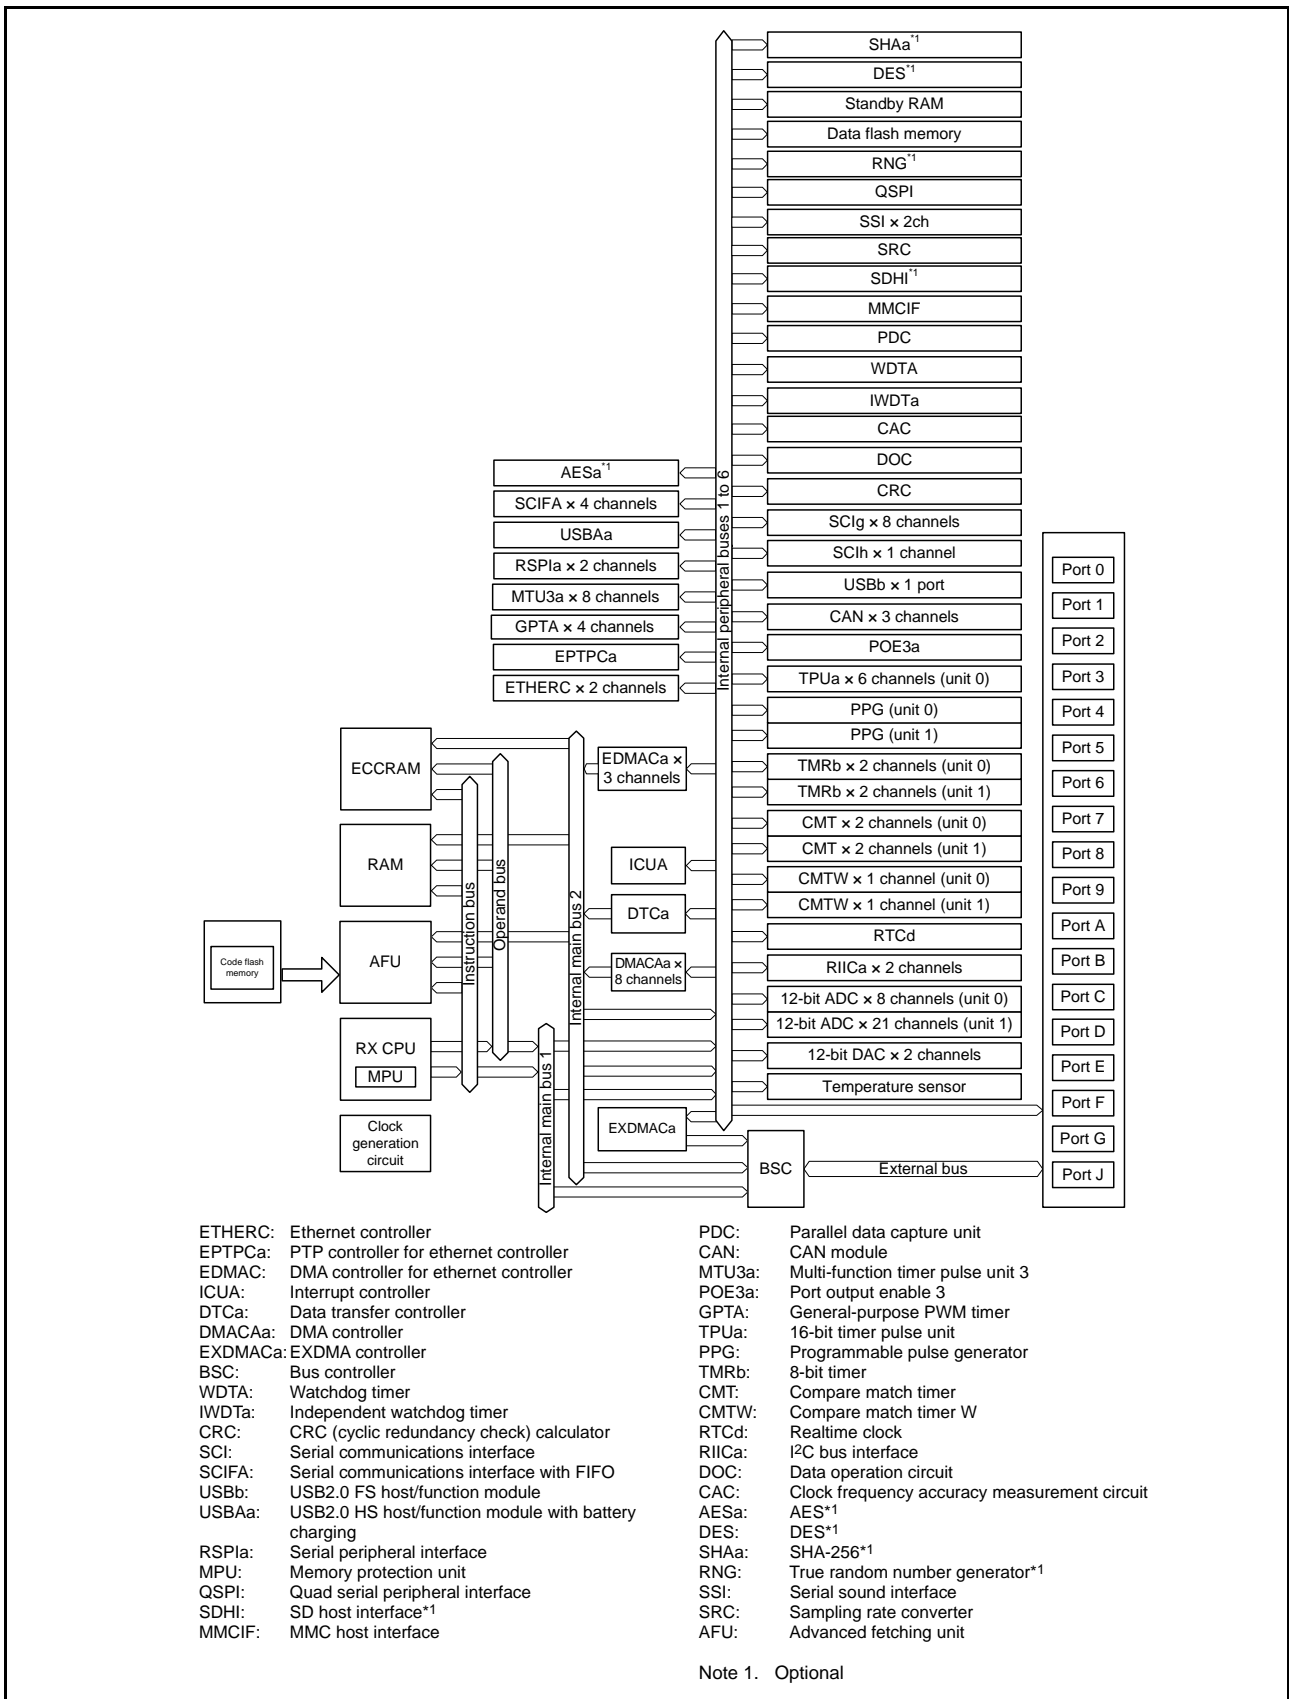 SHAa*1
DES*1
Standby RAM
Data flash memory
RNG*1
QSPI
SSI × 2ch
SRC
SDHI*1
MMCIF
PDC
WDTA
IWDTa
CAC
DOC
CRC
SCIg × 8 channels
SCIh × 1 channel
USBb × 1 port
CAN × 3 channels
POE3a
TPUa × 6 channels (unit 0)
PPG (unit 0)
PPG (unit 1)
TMRb × 2 channels (unit 0)
TMRb × 2 channels (unit 1)
CMT × 2 channels (unit 0)
CMT × 2 channels (unit 1)
CMTW × 1 channel (unit 0)
CMTW × 1 channel (unit 1)
RTCd
RIICa × 2 channels
12-bit ADC × 8 channels (unit 0)
12-bit ADC × 21 channels (unit 1)
12-bit DAC × 2 channels
Temperature sensor
Internal peripheral buses 1 to 6
AESa*1
SCIFA × 4 channels
USBAa
RSPIa × 2 channels
MTU3a × 8 channels
GPTA × 4 channels
EPTPCa
ETHERC × 2 channels
Port 0
Port 1
Port 2
Port 3
Port 4
Port 5
Port 6
Port 7
Port 8
Port 9
Port A
Port B
Port C
Port D
Port E
Port F
Port G
Port J
ECCRAM
RAM
AFU
Code flash
memory
RX CPU
MPU
Clock
generation
circuit
Instruction bus
Operand bus
Internal main bus 2
Internal main bus 1
EDMACa ×
3 channels
ICUA
DTCa
DMACAa ×
8 channels
EXDMACa
BSC
External bus
ETHERC: Ethernet controller
EPTPCa: PTP controller for ethernet controller
EDMAC: DMA controller for ethernet controller
ICUA: Interrupt controller
DTCa: Data transfer controller
DMACAa: DMA controller
EXDMACa: EXDMA controller
BSC: Bus controller
WDTA: Watchdog timer
IWDTa: Independent watchdog timer
CRC: CRC (cyclic redundancy check) calculator
SCI: Serial communications interface
SCIFA: Serial communications interface with FIFO
USBb: USB2.0 FS host/function module
USBAa: USB2.0 HS host/function module with battery
charging
RSPIa: Serial peripheral interface
MPU: Memory protection unit
QSPI: Quad serial peripheral interface
SDHI: SD host interface*1
MMCIF: MMC host interface
PDC: Parallel data capture unit
CAN: CAN module
MTU3a: Multi-function timer pulse unit 3
POE3a: Port output enable 3
GPTA: General-purpose PWM timer
TPUa: 16-bit timer pulse unit
PPG: Programmable pulse generator
TMRb: 8-bit timer
CMT: Compare match timer
CMTW: Compare match timer W
RTCd: Realtime clock
RIICa: I2C bus interface
DOC: Data operation circuit
CAC: Clock frequency accuracy measurement circuit
AESa: AES*1
DES: DES*1
SHAa: SHA-256*1
RNG: True random number generator*1
SSI: Serial sound interface
SRC: Sampling rate converter
AFU: Advanced fetching unit
Note 1. Optional